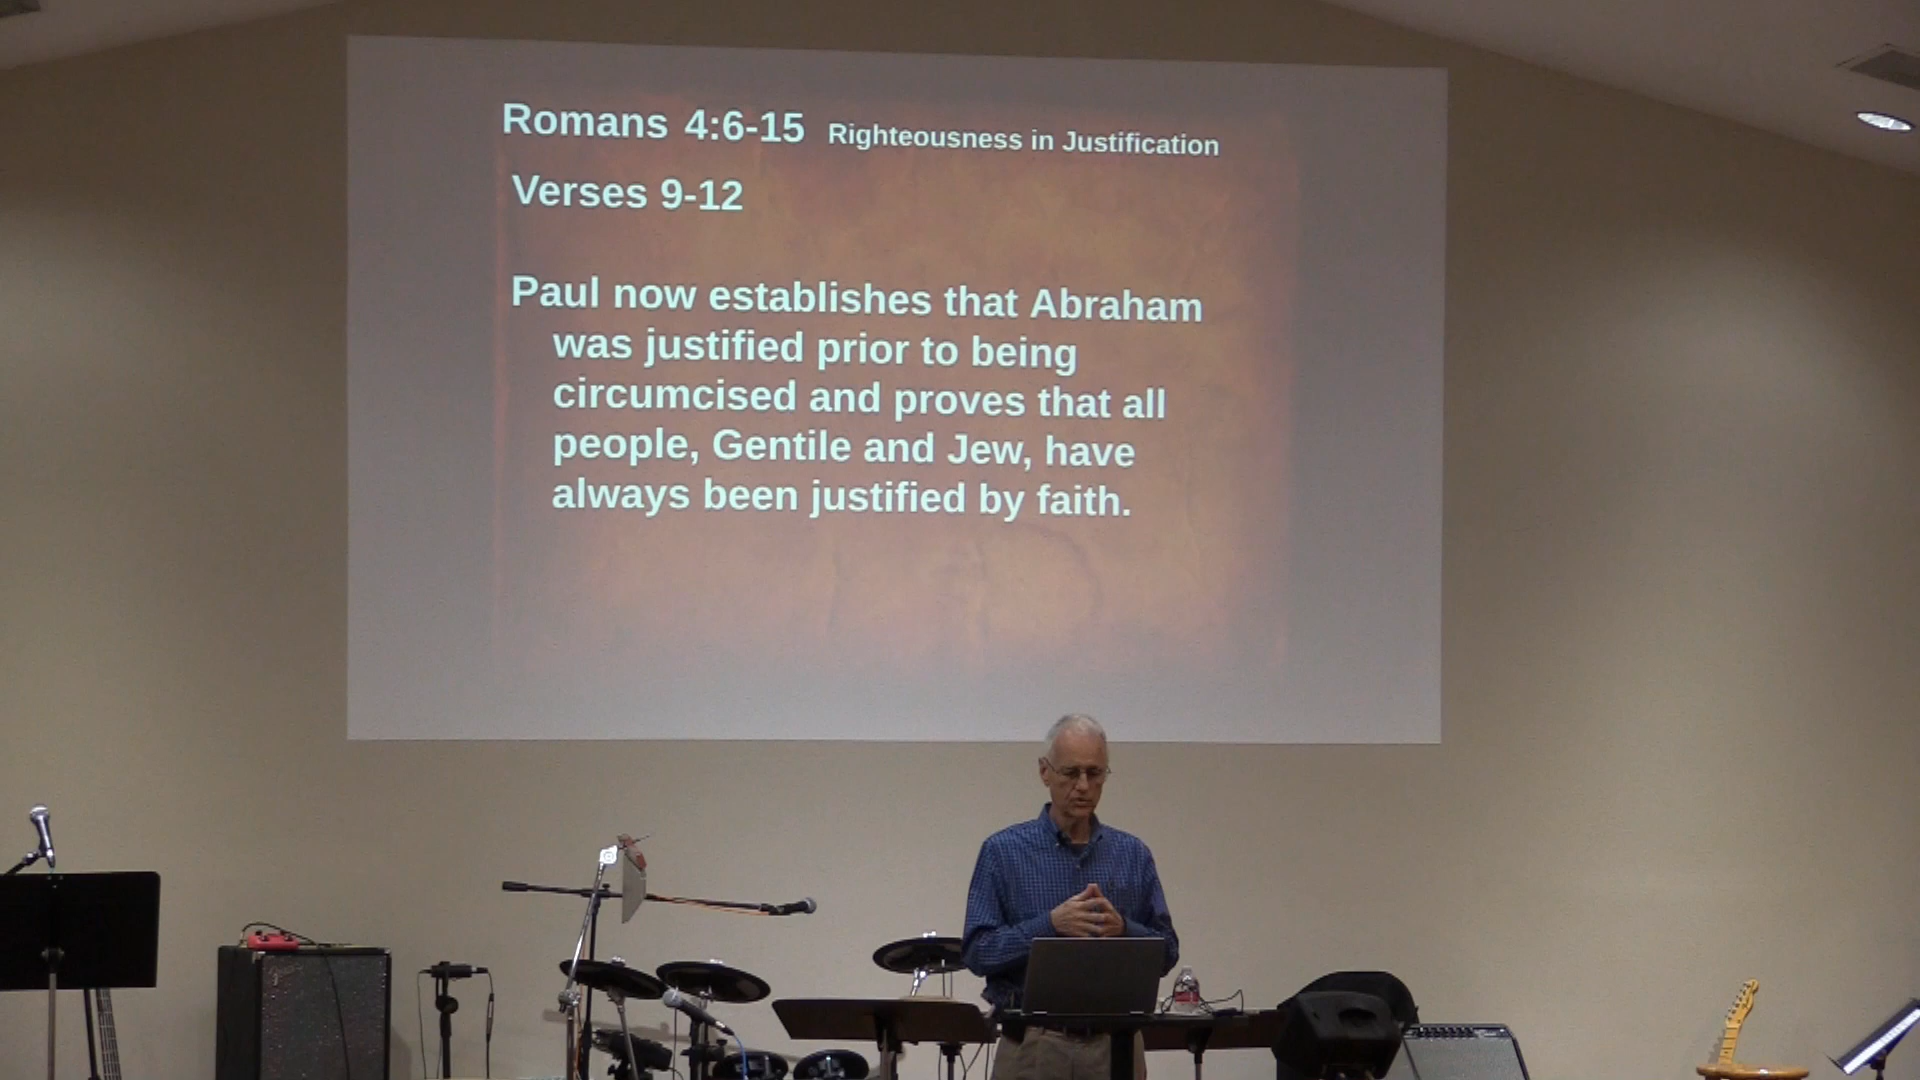 Romans 4:6-15 Righteousness in Justification
Verses 9-12
Paul now establishes that Abraham
was justified prior to being
circumcised and proves that all
people, Gentile and Jew, have
always been justified by faith.